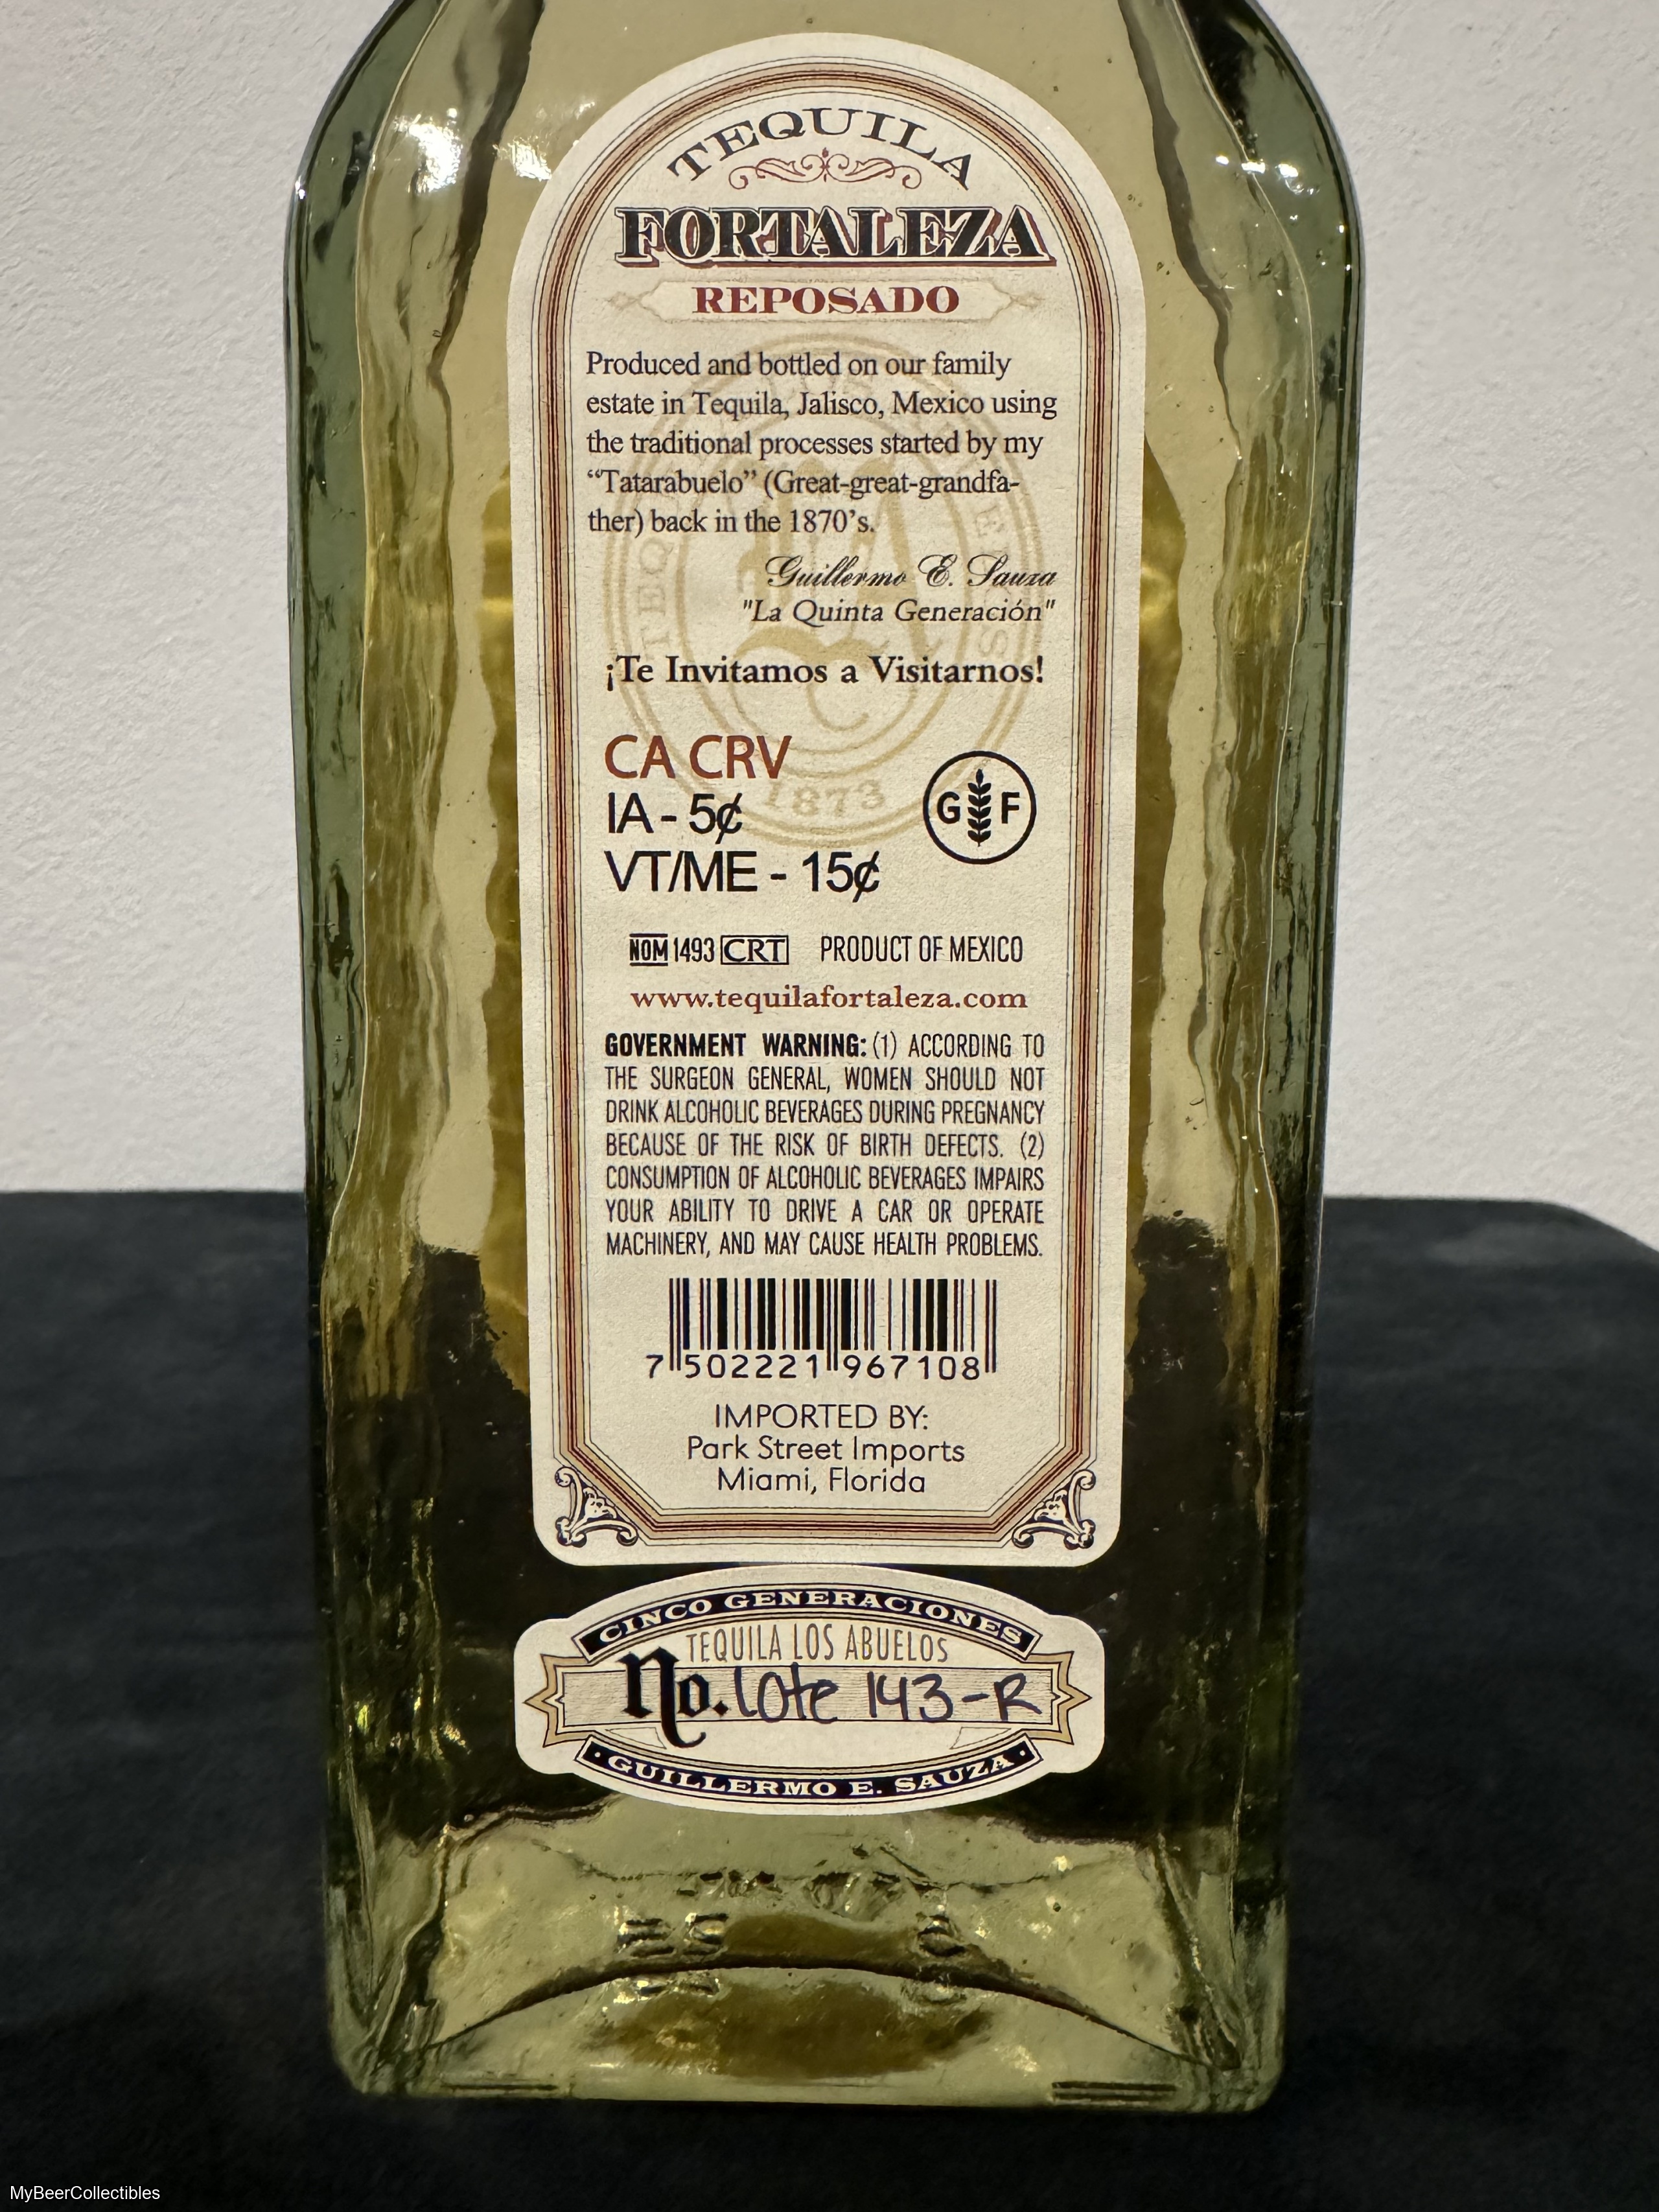 TEQUILA
FORTALEZA
REPOSADO
Produced and bottled on our family
estate in Tequila, Jalisco, Mexico using
the traditional processes started by my
“Tatarabuelo” (Great-great-grandfa-
ther) back in the 1870’s.
Guillermo E. Sauza
"La Quinta Generación"
¡Te Invitamos a Visitarnos!
CA CRV
IA - 5¢
VT/ME - 15¢
G F
1873
NOM 1493 CRT PRODUCT OF MEXICO
www.tequilafortaleza.com
GOVERNMENT WARNING: (1) ACCORDING TO
THE SURGEON GENERAL, WOMEN SHOULD NOT
DRINK ALCOHOLIC BEVERAGES DURING PREGNANCY
BECAUSE OF THE RISK OF BIRTH DEFECTS. (2)
CONSUMPTION OF ALCOHOLIC BEVERAGES IMPAIRS
YOUR ABILITY TO DRIVE A CAR OR OPERATE
MACHINERY, AND MAY CAUSE HEALTH PROBLEMS.
7 502221 967108
IMPORTED BY:
Park Street Imports
Miami, Florida
CINCO GENERACIONES
TEQUILA LOS ABUELOS
No. Lote 143-R
· GUILLERMO E. SAUZA ·
MyBeerCollectibles